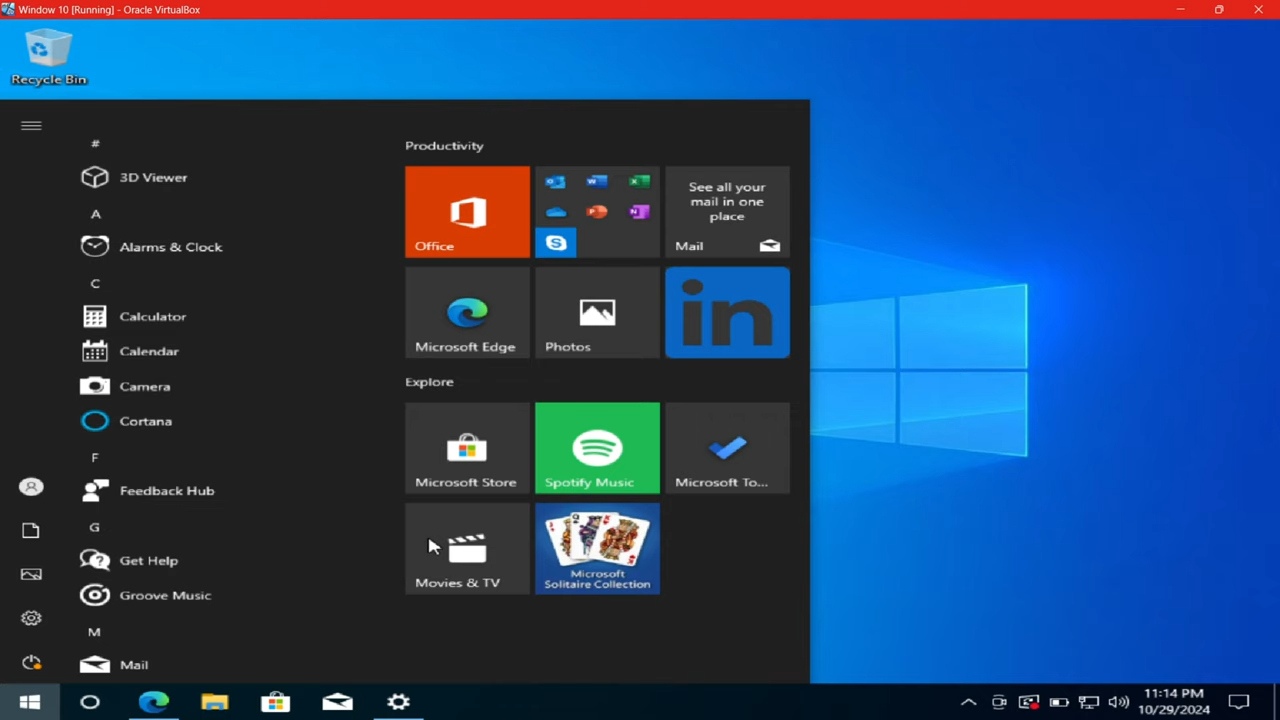 Window 10 [Running] - Oracle VirtualBox
Recycle Bin
#
3D Viewer
A
Alarms & Clock
C
Calculator
Calendar
Camera
Cortana
F
Feedback Hub
G
Get Help
Groove Music
M
Mail
Productivity
Office
See all your
mail in one
place
Mail
Microsoft Edge
Photos
in
Explore
Microsoft Store
Spotify Music
Microsoft To...
Movies & TV
Microsoft
Solitaire Collection
11:14 PM
10/29/2024